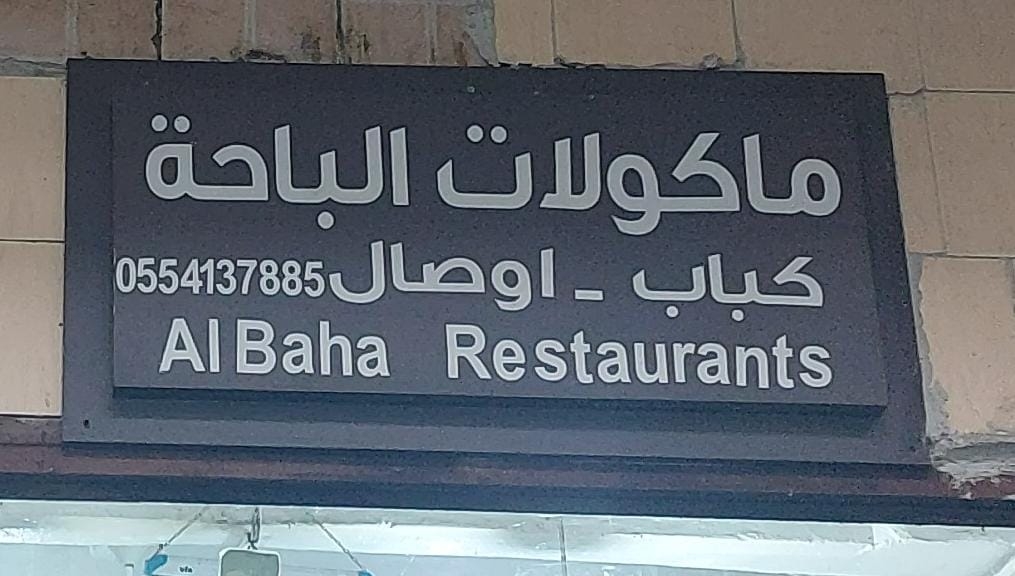 ماكولات الباحة
كباب - اوصال 0554137885
Al Baha Restaurants